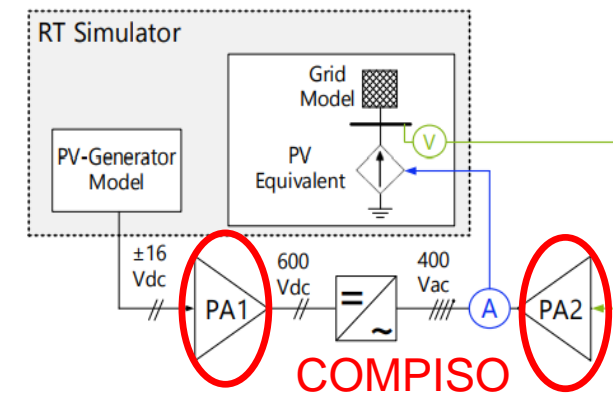 RT Simulator
Grid
Model
V
PV-Generator
Model
PV
Equivalent
±16
Vdc
600
Vdc
400
Vac
PA1
=
~
A
PA2
COMPISO